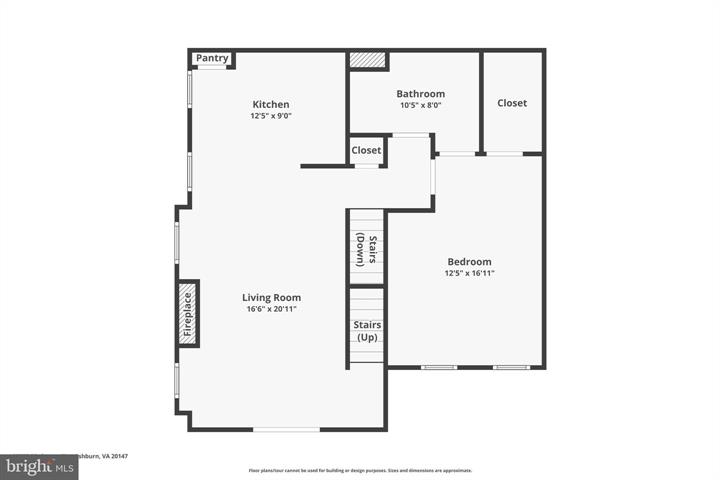 Pantry
Kitchen
12'5" x 9'0"
Bathroom
10'5" x 8'0"
Closet
Closet
Stairs
(Down)
Bedroom
12'5" x 16'11"
Living Room
16'6" x 20'11"
Fireplace
Stairs
(Up)
VA 20147
bright MLS
Floor plans/tour cannot be used for building or design purposes. Sizes and dimensions are approximate.